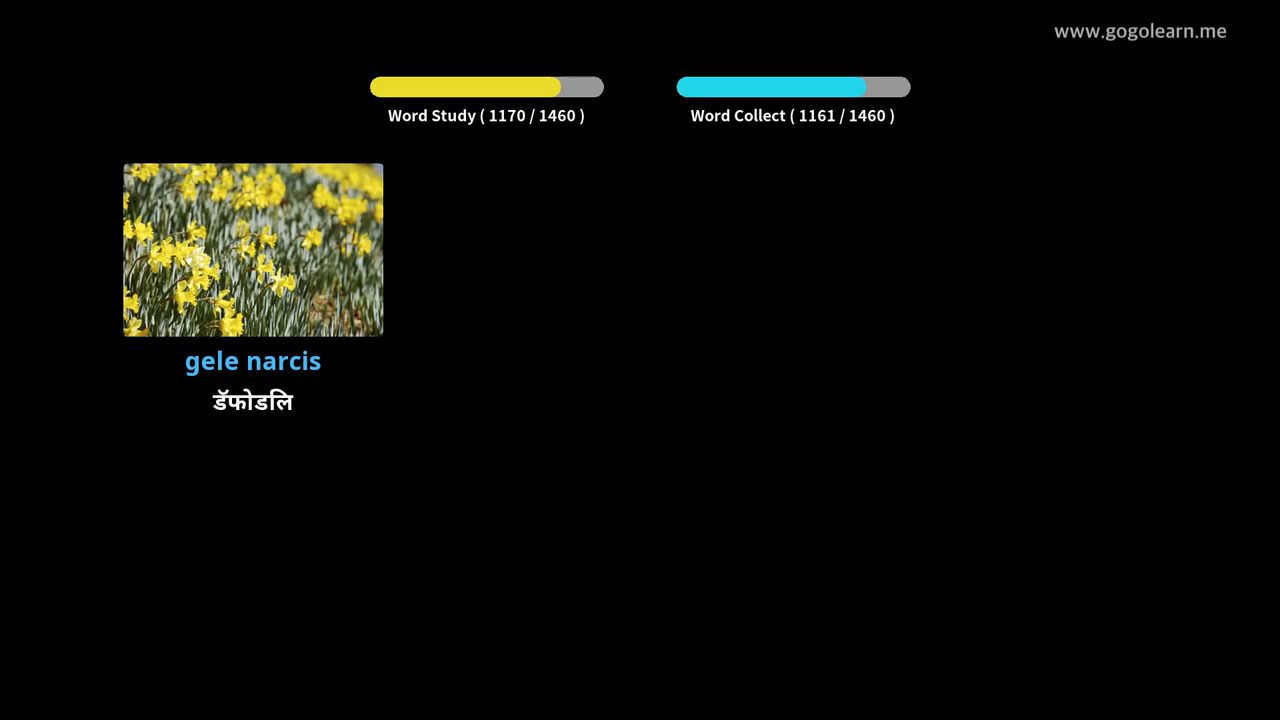 www.gogolearn.me
Word Study ( 1170 / 1460 )
Word Collect ( 1161 / 1460 )
gele narcis
डॅफोडलि